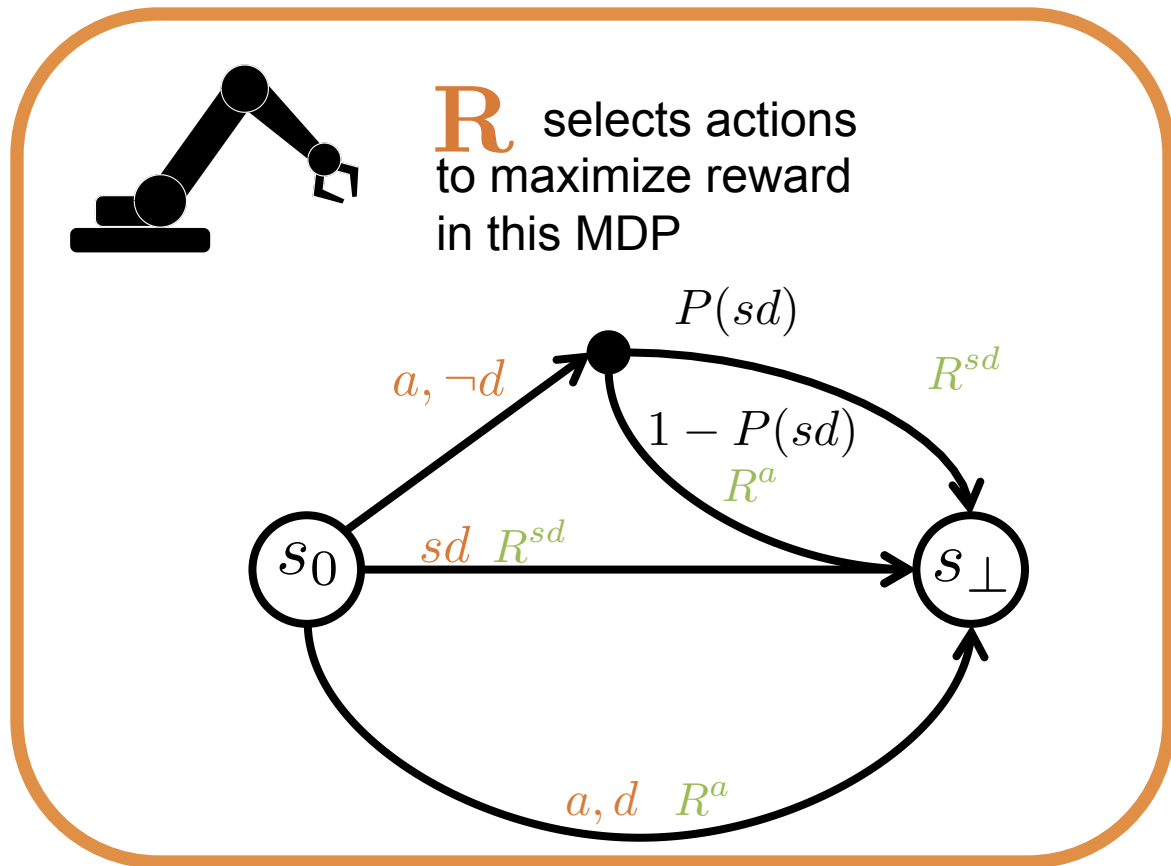 R selects actions
to maximize reward
in this MDP
P(sd)
a, ¬d
R^{sd}
1 − P(sd)
R^a
s_0
sd R^{sd}
s_⊥
a, d R^a